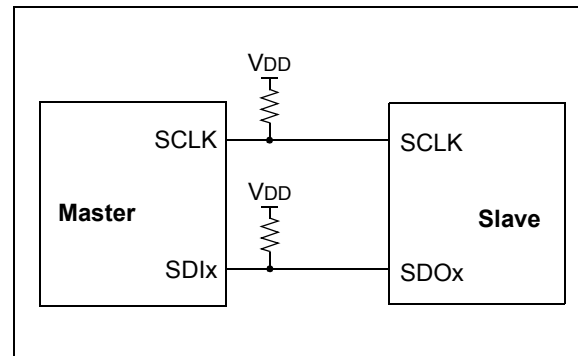 VDD
SCLK
SCLK
Master
VDD
Slave
SDIx
SDOx